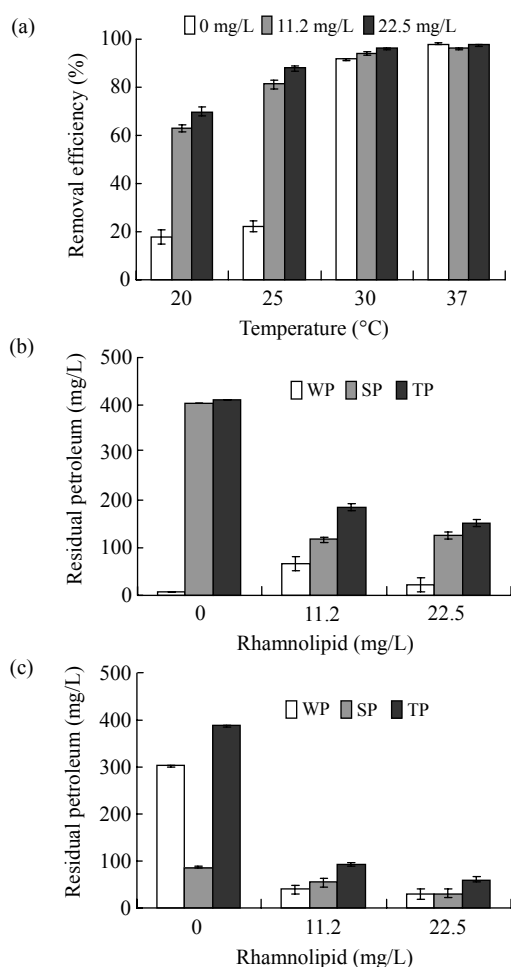 (a)
0 mg/L 11.2 mg/L 22.5 mg/L
Removal efficiency (%)
100
80
60
40
20
0
20 25 30 37
Temperature (°C)
(b)
WP SP TP
Residual petroleum (mg/L)
500
400
300
200
100
0
0 11.2 22.5
Rhamnolipid (mg/L)
(c)
WP SP TP
Residual petroleum (mg/L)
500
400
300
200
100
0
0 11.2 22.5
Rhamnolipid (mg/L)